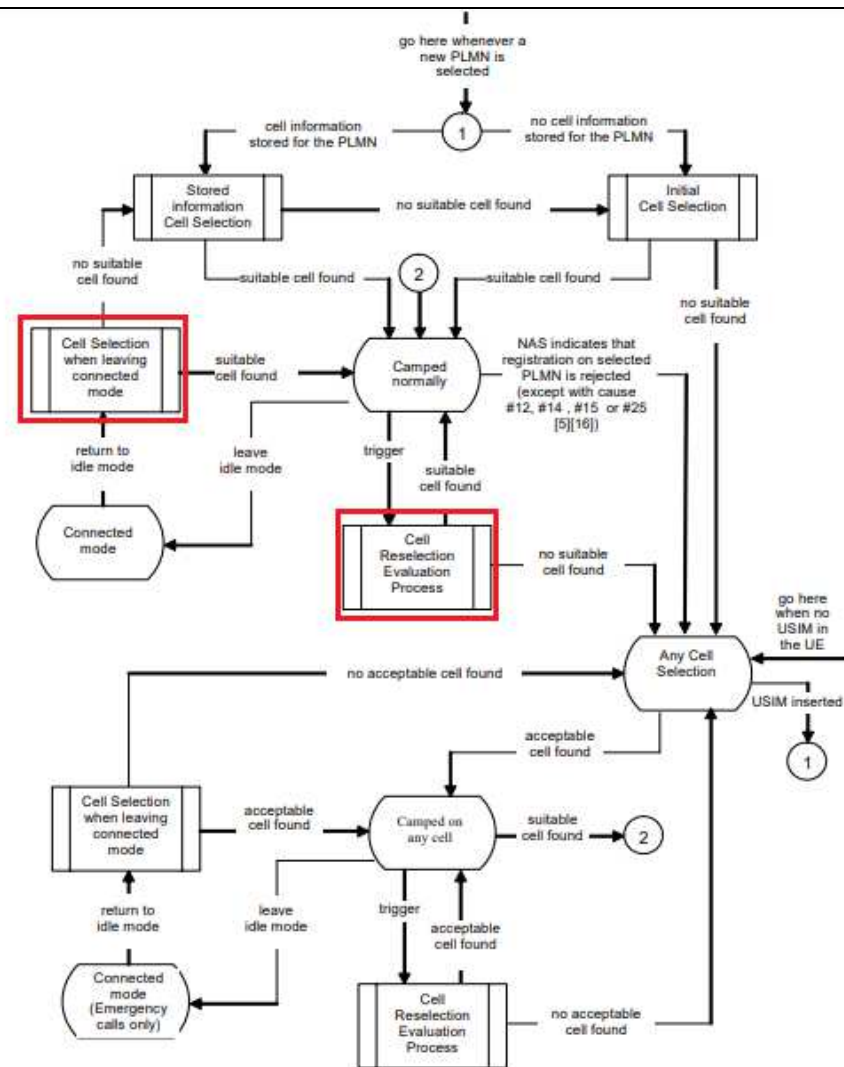 go here whenever a
new PLMN is
selected
1
cell information
stored for the PLMN
no cell information
stored for the PLMN
Stored
information
Cell Selection
no suitable cell found
Initial
Cell Selection
no suitable
cell found
suitable cell found
2
suitable cell found
no suitable
cell found
Cell Selection
when leaving
connected
mode
suitable
cell found
Camped
normally
NAS indicates that
registration on selected
PLMN is rejected
(except with cause
#12, #14 , #15 or #25
[5][16])
return to
idle mode
leave
idle mode
trigger
suitable
cell found
Connected
mode
Cell
Reselection
Evaluation
Process
no suitable
cell found
go here
when no
USIM in
the UE
Any Cell
Selection
no acceptable cell found
USIM inserted
1
acceptable
cell found
Cell Selection
when leaving
connected
mode
acceptable
cell found
Camped on
any cell
suitable
cell found
2
return to
idle mode
leave
idle mode
trigger
acceptable
cell found
Connected
mode
(Emergency
calls only)
Cell
Reselection
Evaluation
Process
no acceptable
cell found